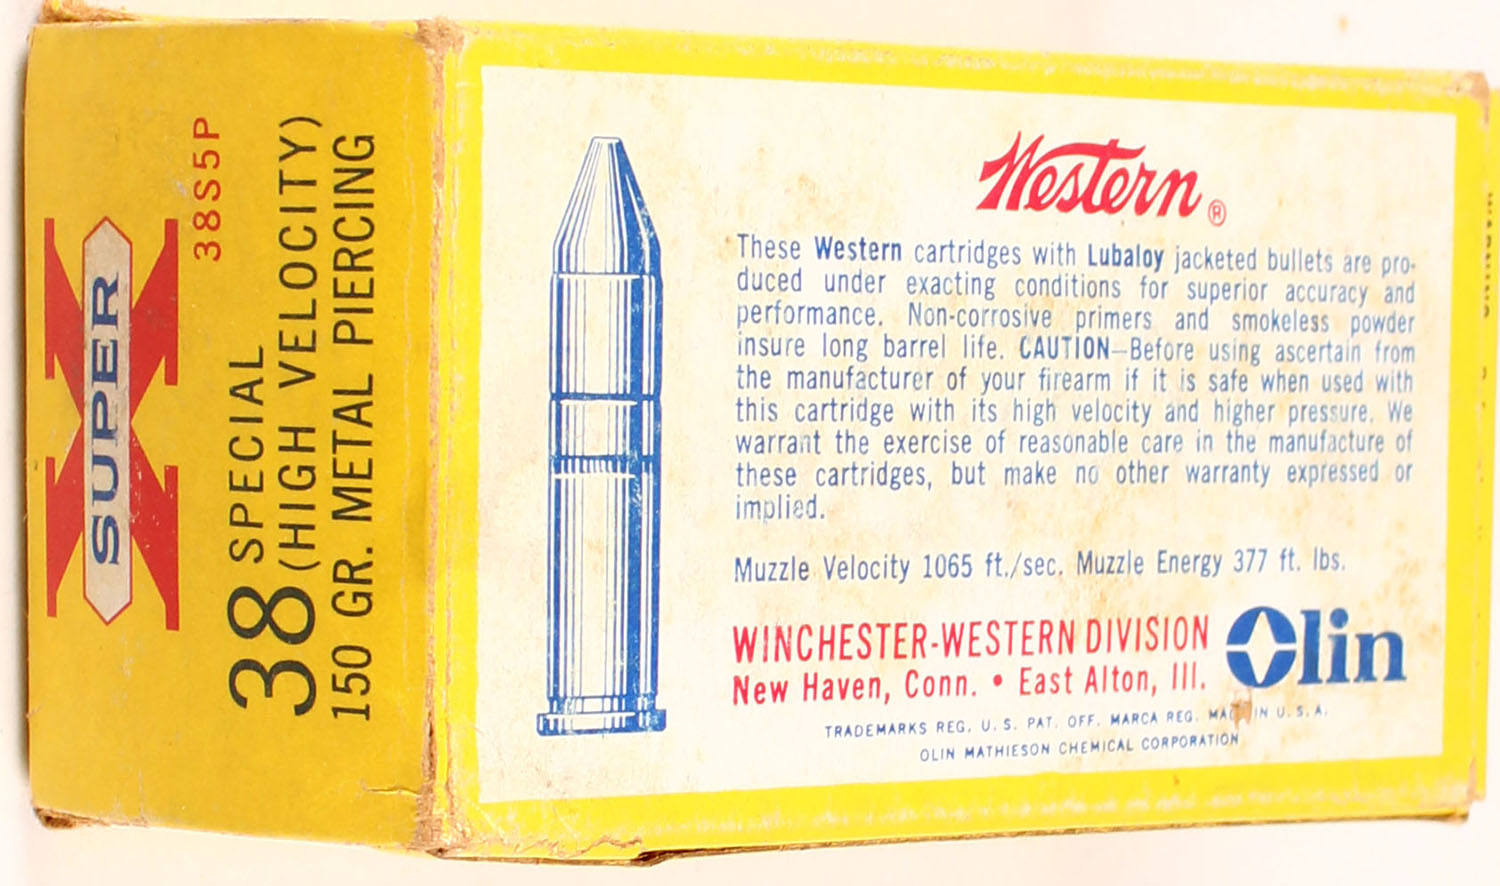 SUPER X
38S5P
38 SPECIAL
(HIGH VELOCITY)
150 GR. METAL PIERCING
Western®
These Western cartridges with Lubaloy jacketed bullets are pro-
duced under exacting conditions for superior accuracy and
performance. Non-corrosive primers and smokeless powder
insure long barrel life. CAUTION—Before using ascertain from
the manufacturer of your firearm if it is safe when used with
this cartridge with its high velocity and higher pressure. We
warrant the exercise of reasonable care in the manufacture of
these cartridges, but make no other warranty expressed or
implied.
Muzzle Velocity 1065 ft./sec. Muzzle Energy 377 ft. lbs.
WINCHESTER-WESTERN DIVISION
New Haven, Conn. • East Alton, Ill.
Olin
TRADEMARKS REG. U. S. PAT. OFF. MARCA REG. MADE IN U. S. A.
OLIN MATHIESON CHEMICAL CORPORATION